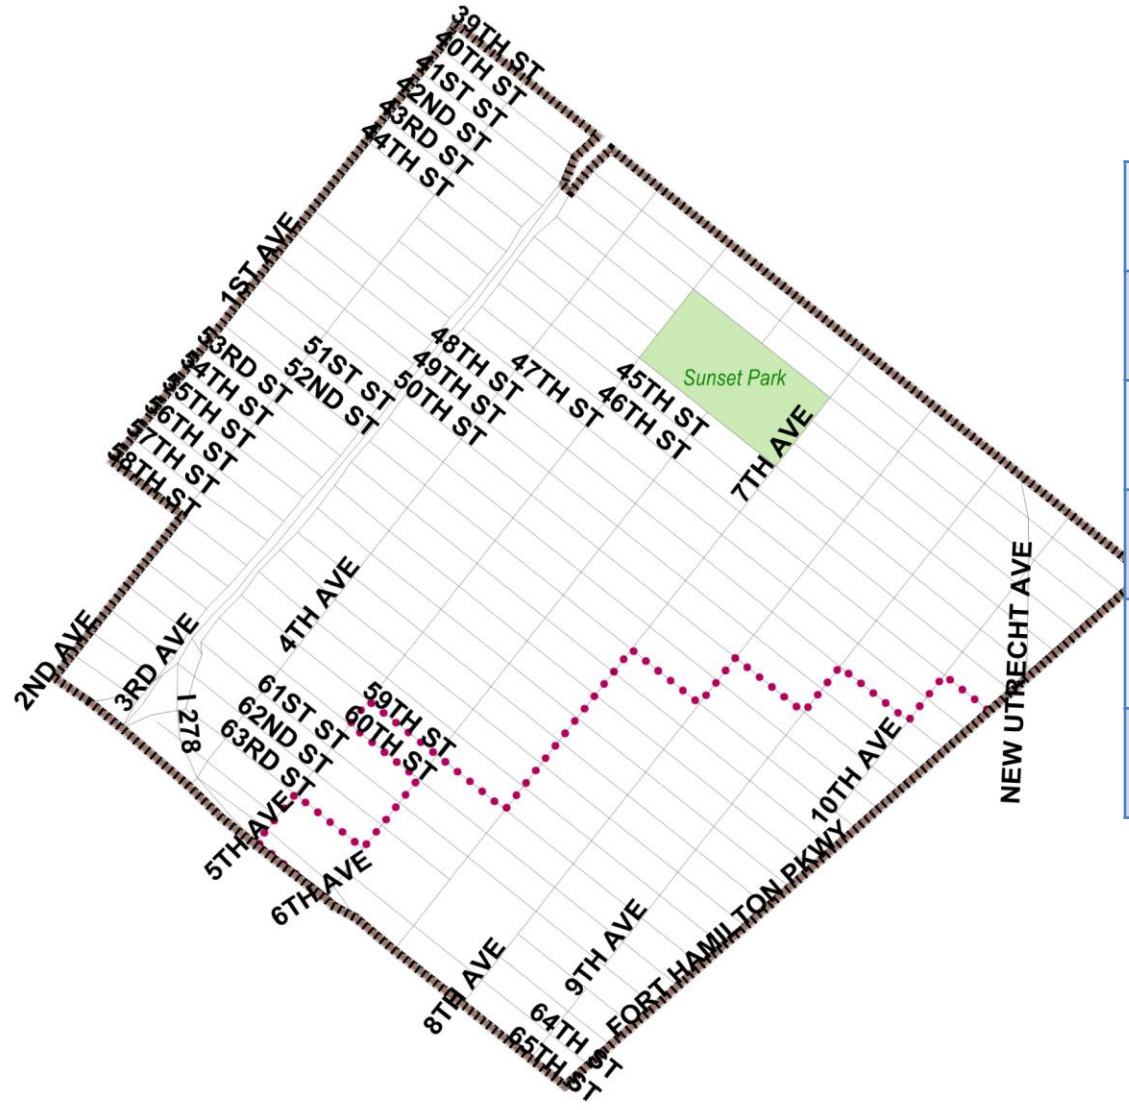 39TH ST
40TH ST
41ST ST
42ND ST
43RD ST
44TH ST
1ST AVE
53RD ST
54TH ST
55TH ST
56TH ST
57TH ST
58TH ST
51ST ST
52ND ST
48TH ST
49TH ST
50TH ST
47TH ST
45TH ST
46TH ST
Sunset Park
7TH AVE
NEW UTRECHT AVE
4TH AVE
2ND AVE
3RD AVE
I 278
61ST ST
62ND ST
63RD ST
59TH ST
60TH ST
5TH AVE
6TH AVE
10TH AVE
FORT HAMILTON PKWY
9TH AVE
8TH AVE
64TH ST
65TH ST